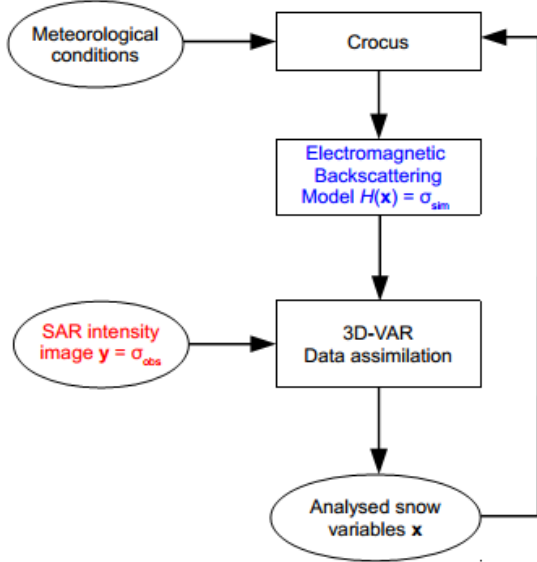 Meteorological
conditions
Crocus
Electromagnetic
Backscattering
Model H(x) = σsim
SAR intensity
image y = σobs
3D-VAR
Data assimilation
Analysed snow
variables x